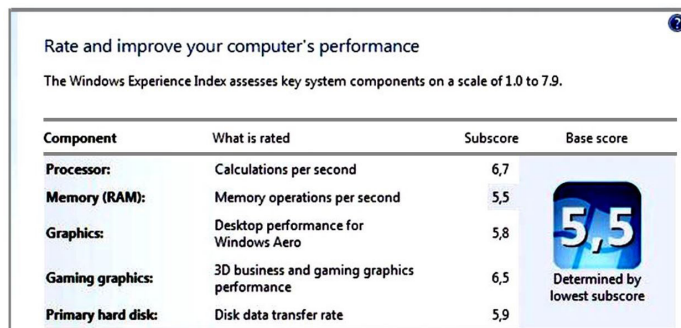 ?
Rate and improve your computer's performance
The Windows Experience Index assesses key system components on a scale of 1.0 to 7.9.
Component What is rated Subscore Base score
Processor: Calculations per second 6,7
Memory (RAM): Memory operations per second 5,5
Graphics: Desktop performance for Windows Aero 5,8
Gaming graphics: 3D business and gaming graphics performance 6,5
Primary hard disk: Disk data transfer rate 5,9
5,5
Determined by
lowest subscore